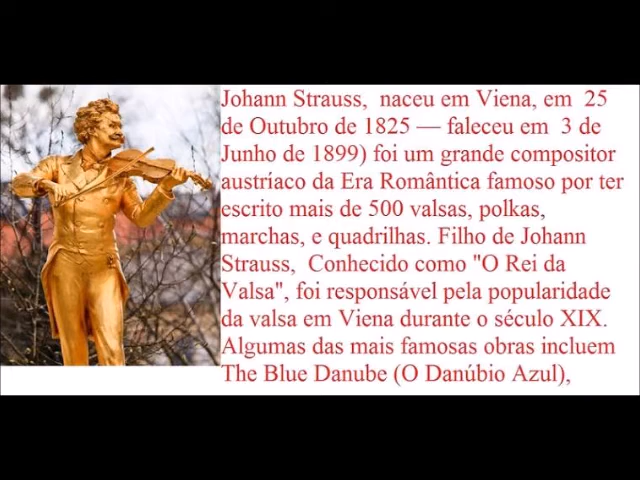 Johann Strauss,  naceu em Viena, em  25
de Outubro de 1825 — faleceu em  3 de
Junho de 1899) foi um grande compositor
austríaco da Era Romântica famoso por ter
escrito mais de 500 valsas, polkas,
marchas, e quadrilhas. Filho de Johann
Strauss,  Conhecido como "O Rei da
Valsa", foi responsável pela popularidade
da valsa em Viena durante o século XIX.
Algumas das mais famosas obras incluem
The Blue Danube (O Danúbio Azul),